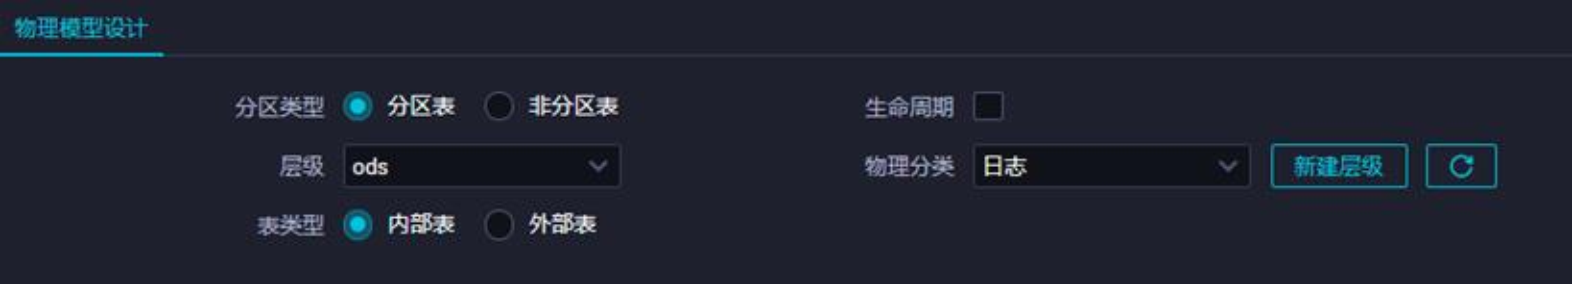 物理模型设计
分区类型 分区表 非分区表 生命周期
层级 ods 物理分类 日志 新建层级
表类型 内部表 外部表